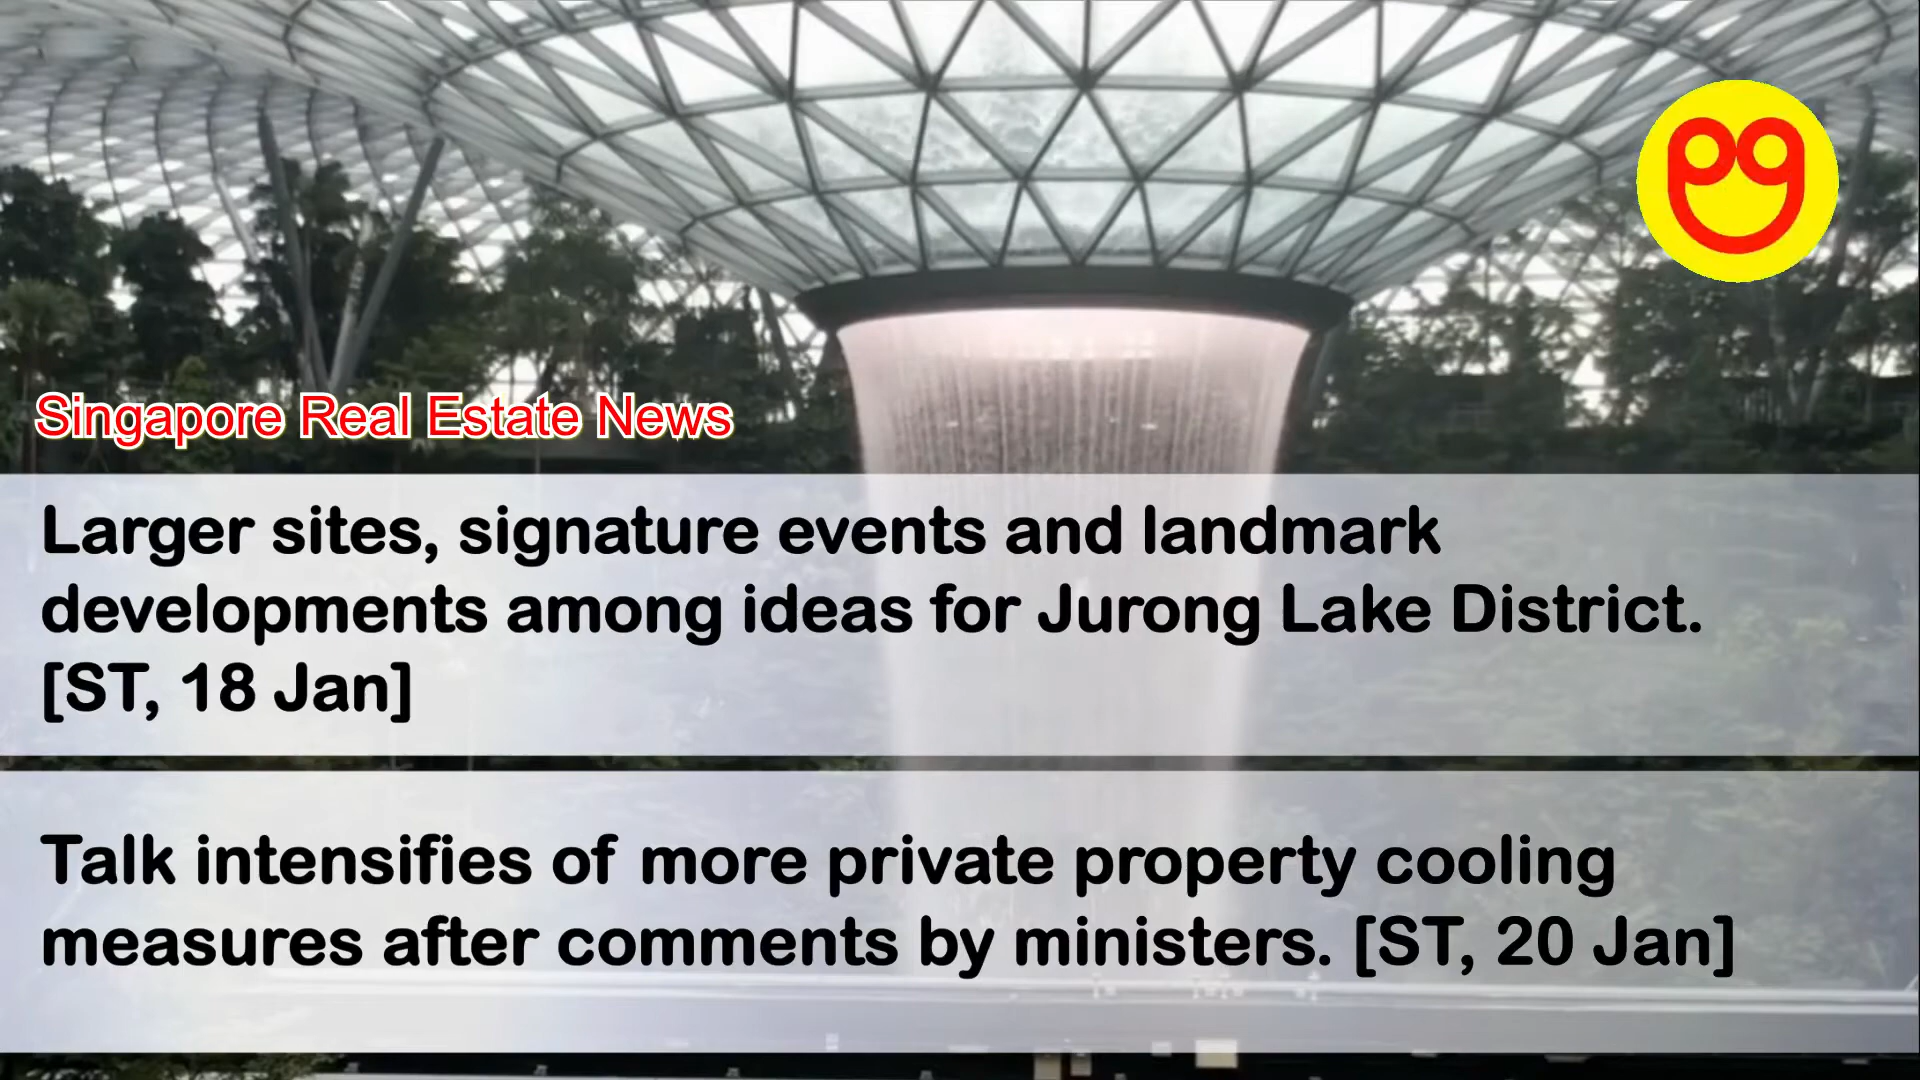 Singapore Real Estate News
Larger sites, signature events and landmark
developments among ideas for Jurong Lake District.
[ST, 18 Jan]
Talk intensifies of more private property cooling
measures after comments by ministers. [ST, 20 Jan]